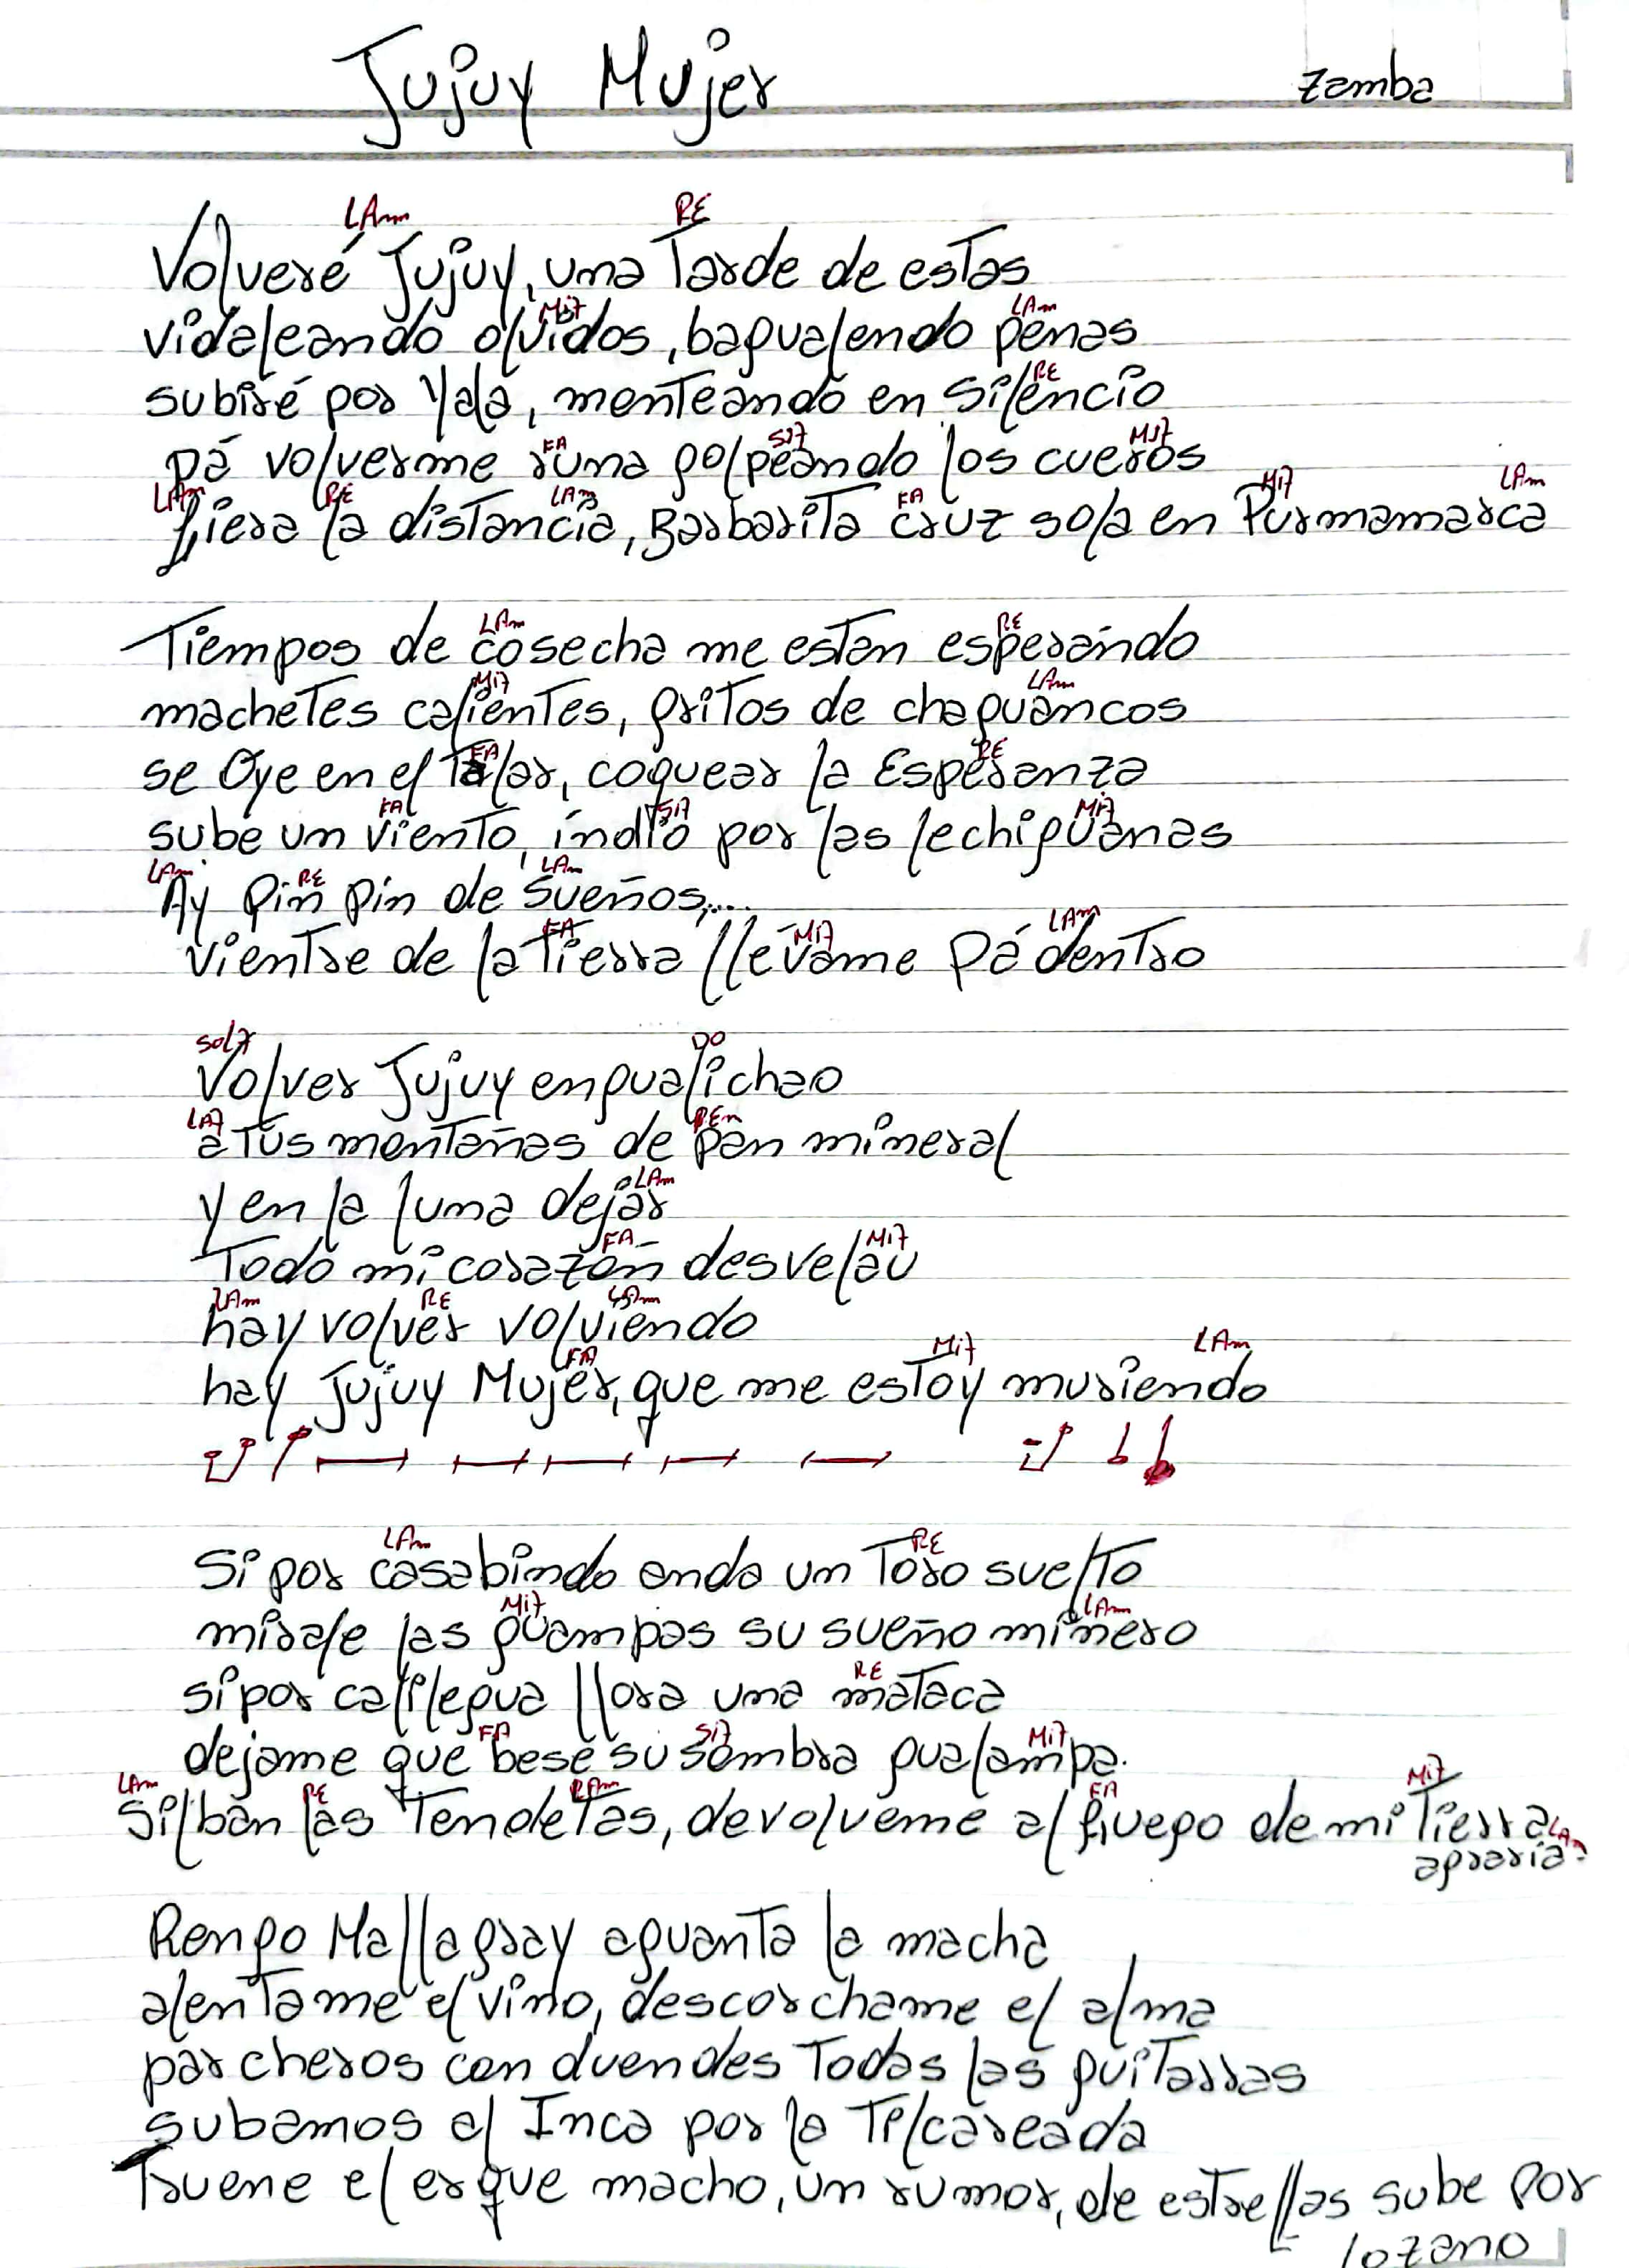 Jujuy Mujer
Zamba
LAm RE
Volveré Jujuy, una Tarde de estas
Mi7 LAm
vidaleando olvidos, bagualendo penas
RE
subiré por Yala, menteando en silencio
FA SI7 MI7
pá volverme runa golpeando los cueros
LAm RE LAm FA Mi7 LAm
fiera la distancia, Barbarita Cruz sola en Purmamarca
LAm RE
Tiempos de cosecha me estan esperando
Mi7 LAm
machetes calientes, gritos de chaguancos
FA RE
se Oye en el Talar, coquear la Esperanza
FA SI7 Mi7
sube un viento, indio por las lechiguanas
LAm RE LAm
Ay Pin Pin de sueños,...
FA Mi7 LAm
vientre de la Tierra llévame Pá dentro
SOL7 DO
Volver Jujuy engualichao
LA7 REm
a Tus montañas de pan mineral
LAm
y en la luna dejar
FA Mi7
Todo mi corazon desvelau
LAm RE LAm
hay volver volviendo
FA Mi7 LAm
hay Jujuy Mujer, que me estoy muriendo
LAm RE
Si por casabindo anda un Toro suelto
Mi7 LAm
mirale las guampas su sueño minero
RE
si por calilegua llora una mataca
FA SI7 Mi7
dejame que bese su sombra gualampa.
LAm RE LAm FA Mi7
Silban las Tendetas, devolveme al fuego de mi Tierra
LAm
agraria.
Rengo Mallagray aguanta la macha
alentame el vino, descorchame el alma
parcheros con duendes Todas las guitarras
subamos al Inca por la Tilcareada
Truene el erque macho, un rumor, de estrellas sube por
lozano